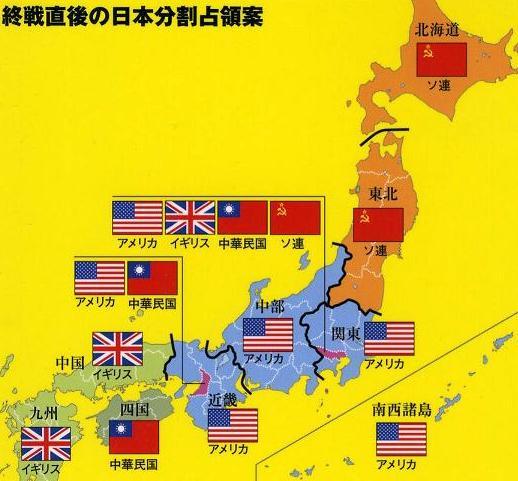 終戦直後の日本分割占領案
北海道
ソ連
東北
ソ連
アメリカ イギリス 中華民国 ソ連
アメリカ 中華民国
中部
アメリカ
関東
アメリカ
中国
イギリス
近畿
アメリカ
九州
イギリス
四国
中華民国
南西諸島
アメリカ